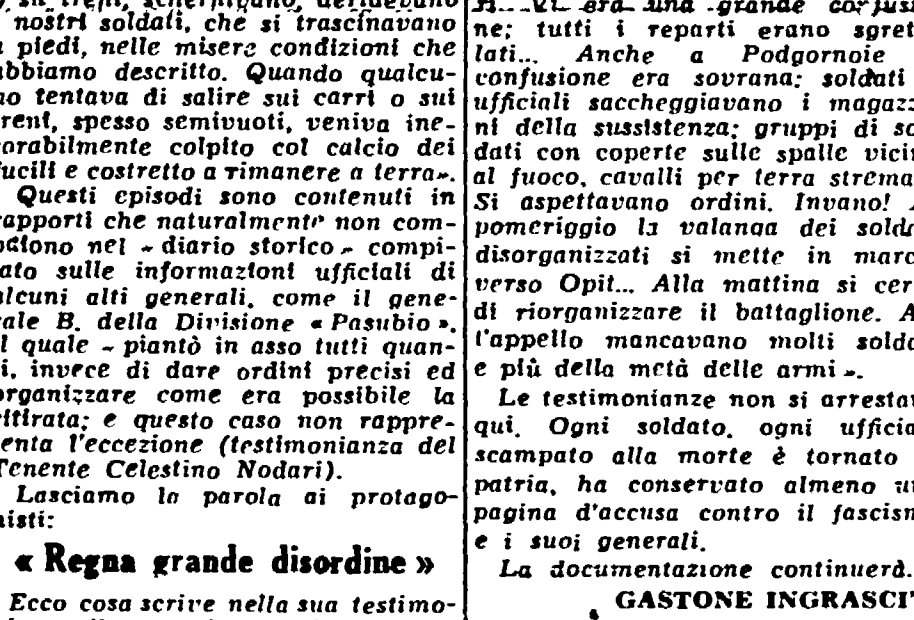 nostri soldati, che si trascinavano
piedi, nelle misere condizioni che
abbiamo descritto. Quando qualcu-
no tentava di salire sui carri o sui
treni, spesso semivuoti, veniva ine-
sorabilmente colpito col calcio dei
fucili e costretto a rimanere a terra».
Questi episodi sono contenuti in
rapporti che naturalmente non com-
paiono nel « diario storico » compi-
lato sulle informazioni ufficiali di
alcuni alti generali, come il gene-
rale B. della Divisione « Pasubio »,
il quale « piantò in asso tutti quan-
ti, invece di dare ordini precisi ed
organizzare come era possibile la
ritirata; e questo caso non rappre-
senta l'eccezione (testimonianza del
Tenente Celestino Nodari).
Lasciamo la parola ai protago-
nisti:
« Regna grande disordine »
Ecco cosa scrive nella sua testimo-
Vi era una grande confusio
ne; tutti i reparti erano sgret
lati... Anche a Podgornoie
confusione era sovrana: soldati
ufficiali saccheggiavano i magazz
ni della sussistenza; gruppi di so
dati con coperte sulle spalle vicin
al fuoco, cavalli per terra strema
Si aspettavano ordini. Invano!
pomeriggio la valanga dei solda
disorganizzati si mette in marc
verso Opit... Alla mattina si cer
di riorganizzare il battaglione. A
l'appello mancavano molti solda
e più della metà delle armi ».
Le testimonianze non si arresta
qui. Ogni soldato, ogni ufficia
scampato alla morte è tornato
patria, ha conservato almeno un
pagina d'accusa contro il fascism
e i suoi generali.
La documentazione continuerà.
GASTONE INGRASCI'